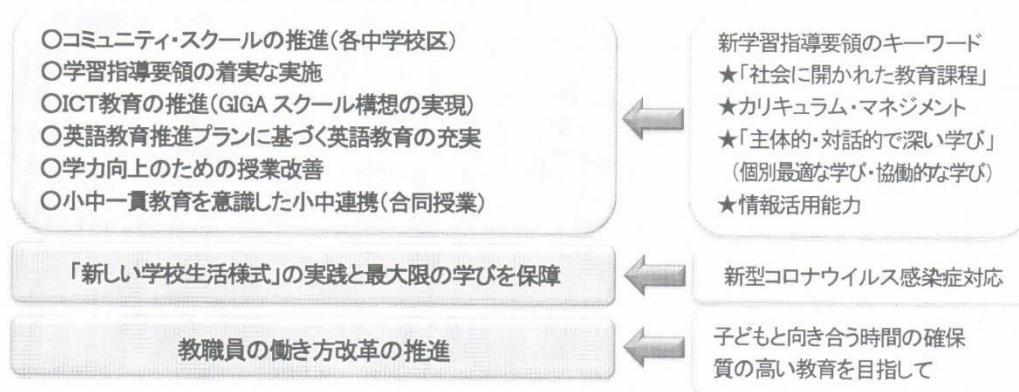 ○コミュニティ・スクールの推進(各中学校区)
○学習指導要領の着実な実施
○ICT教育の推進(GIGAスクール構想の実現)
○英語教育推進プランに基づく英語教育の充実
○学力向上のための授業改善
○小中一貫教育を意識した小中連携(合同授業)
新学習指導要領のキーワード
★「社会に開かれた教育課程」
★カリキュラム・マネジメント
★「主体的・対話的で深い学び」
(個別最適な学び・協働的な学び)
★情報活用能力
「新しい学校生活様式」の実践と最大限の学びを保障
新型コロナウイルス感染症対応
教職員の働き方改革の推進
子どもと向き合う時間の確保
質の高い教育を目指して